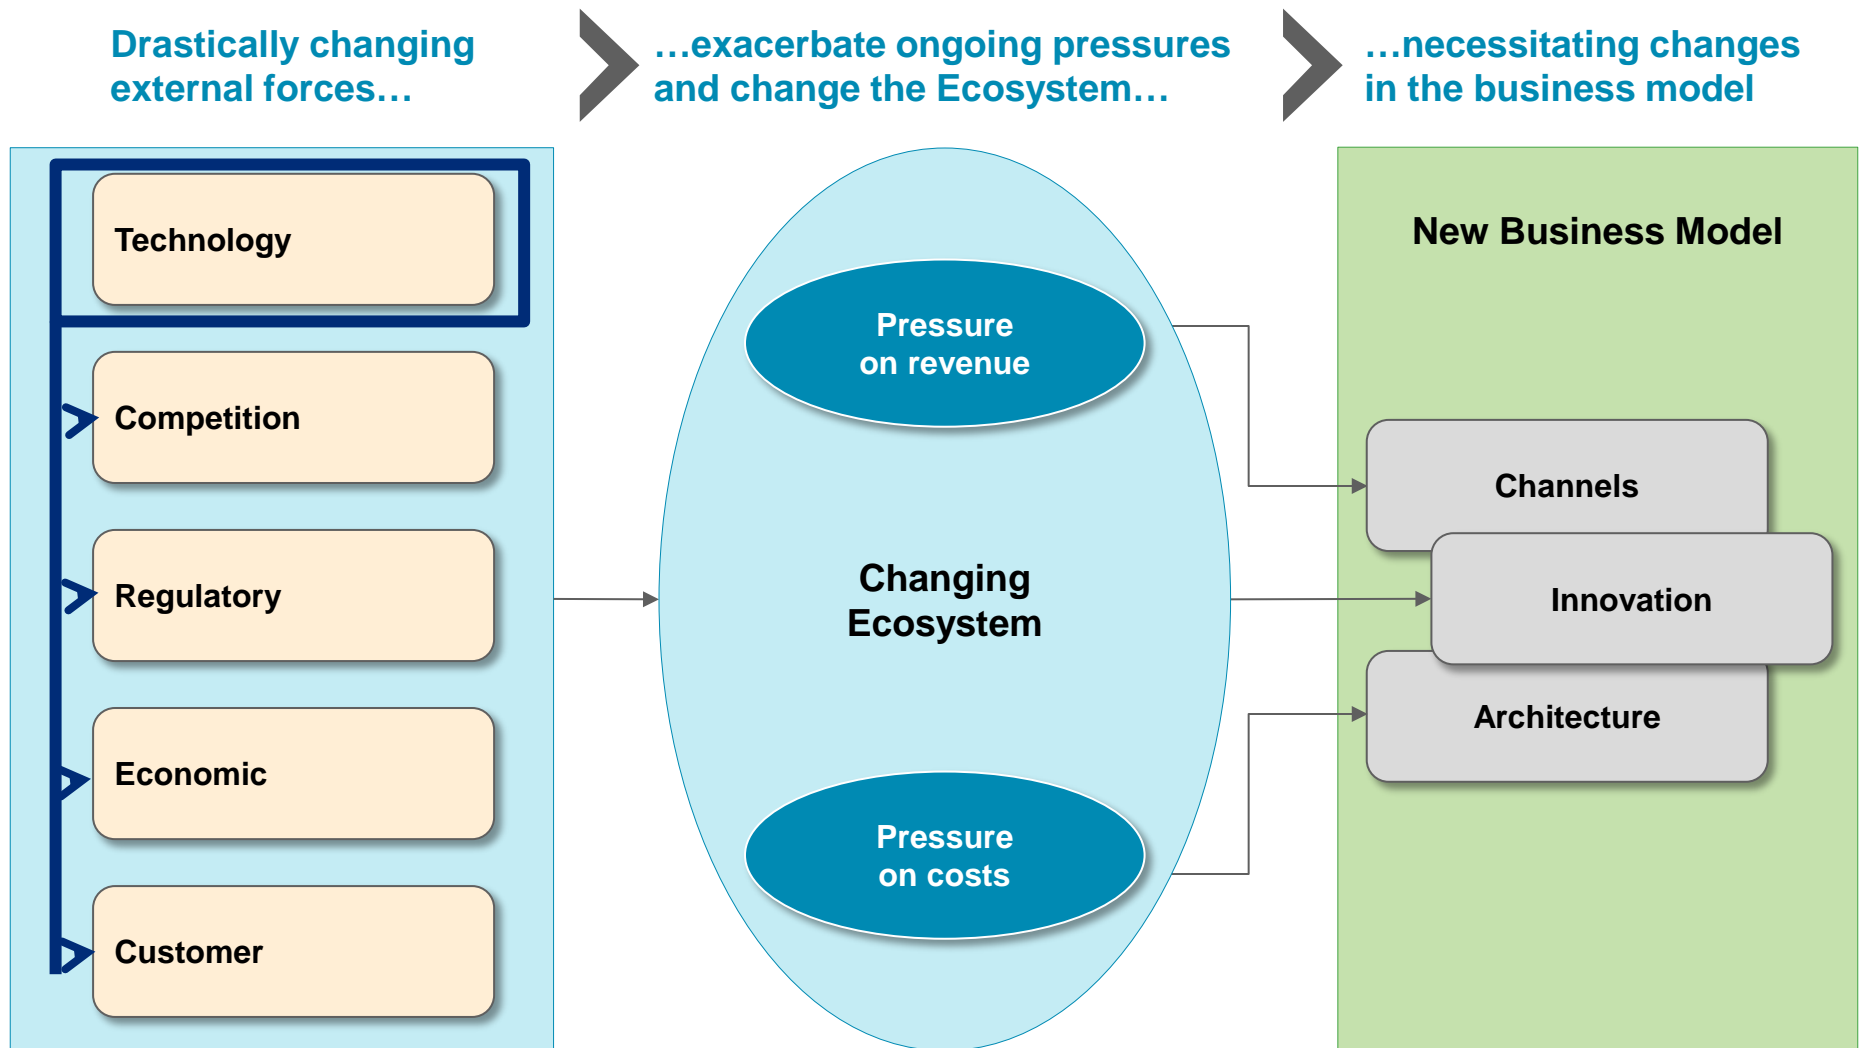 Drastically changing
external forces…
…exacerbate ongoing pressures
and change the Ecosystem…
…necessitating changes
in the business model
Technology
Competition
Regulatory
Economic
Customer
Pressure
on revenue
Changing
Ecosystem
Pressure
on costs
New Business Model
Channels
Innovation
Architecture